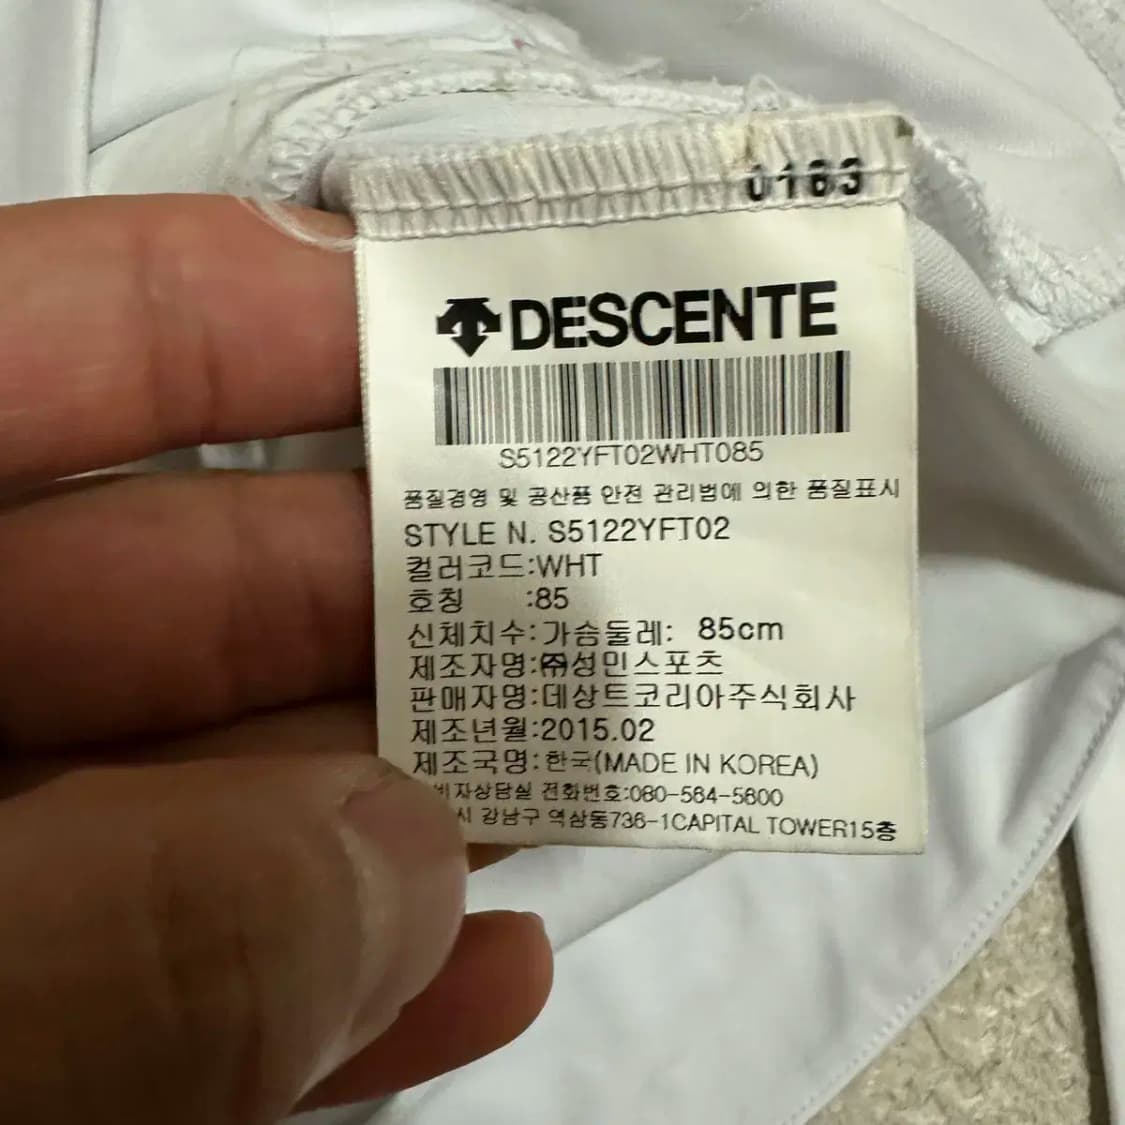 0163
DESCENTE
S5122YFT02WHT085
품질경영 및 공산품 안전 관리법에 의한 품질표시
STYLE N. S5122YFT02
컬러코드:WHT
호칭 :85
신체치수:가슴둘레: 85cm
제조자명:㈜성민스포츠
판매자명:데상트코리아주식회사
제조년월:2015.02
제조국명:한국(MADE IN KOREA)
비자상담실 전화번호:080-564-5600
시 강남구 역삼동736-1CAPITAL TOWER15층